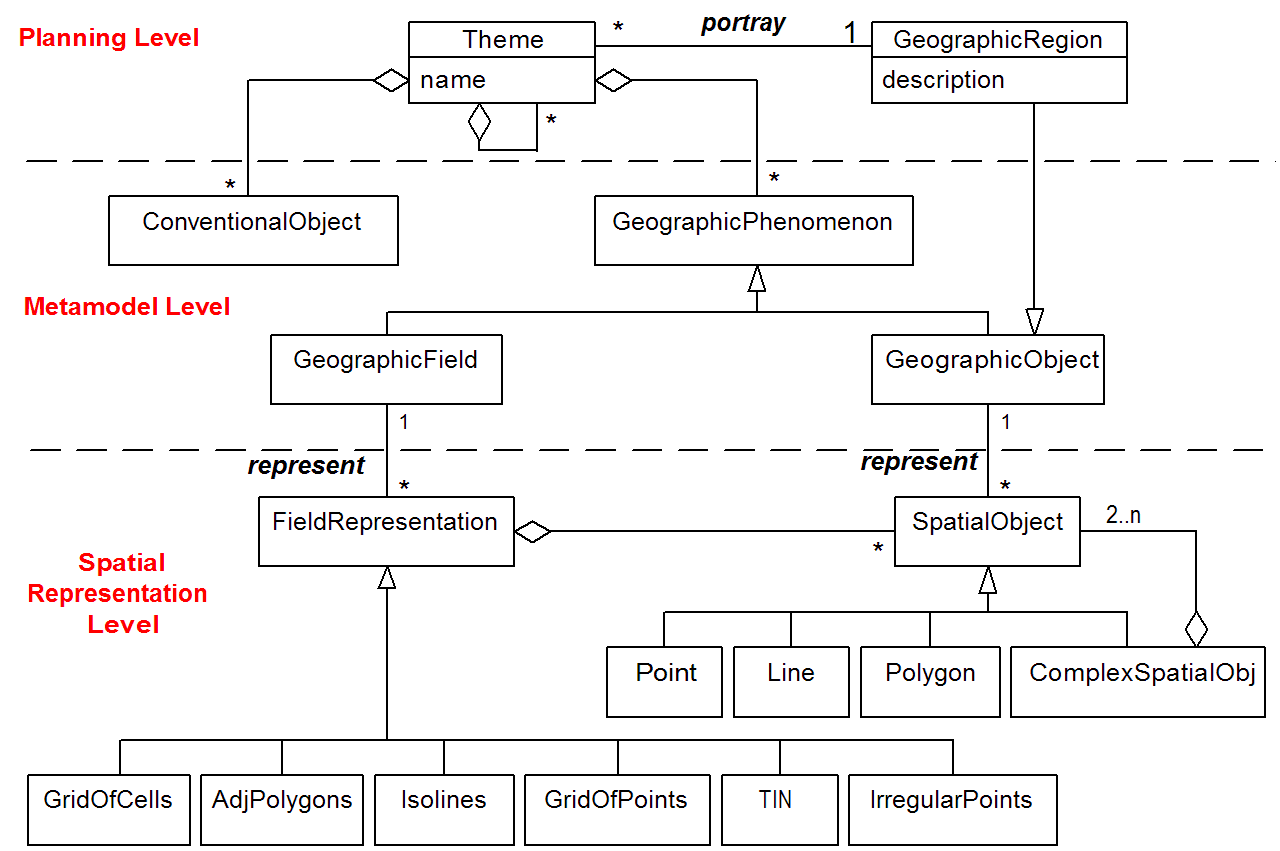 Planning Level
Theme
name
*
portray
1
GeographicRegion
description
*
*
*
ConventionalObject
GeographicPhenomenon
Metamodel Level
GeographicField
GeographicObject
1
1
represent
represent
*
*
FieldRepresentation
SpatialObject
*
2..n
Spatial
Representation
Level
Point
Line
Polygon
ComplexSpatialObj
GridOfCells
AdjPolygons
Isolines
GridOfPoints
TIN
IrregularPoints